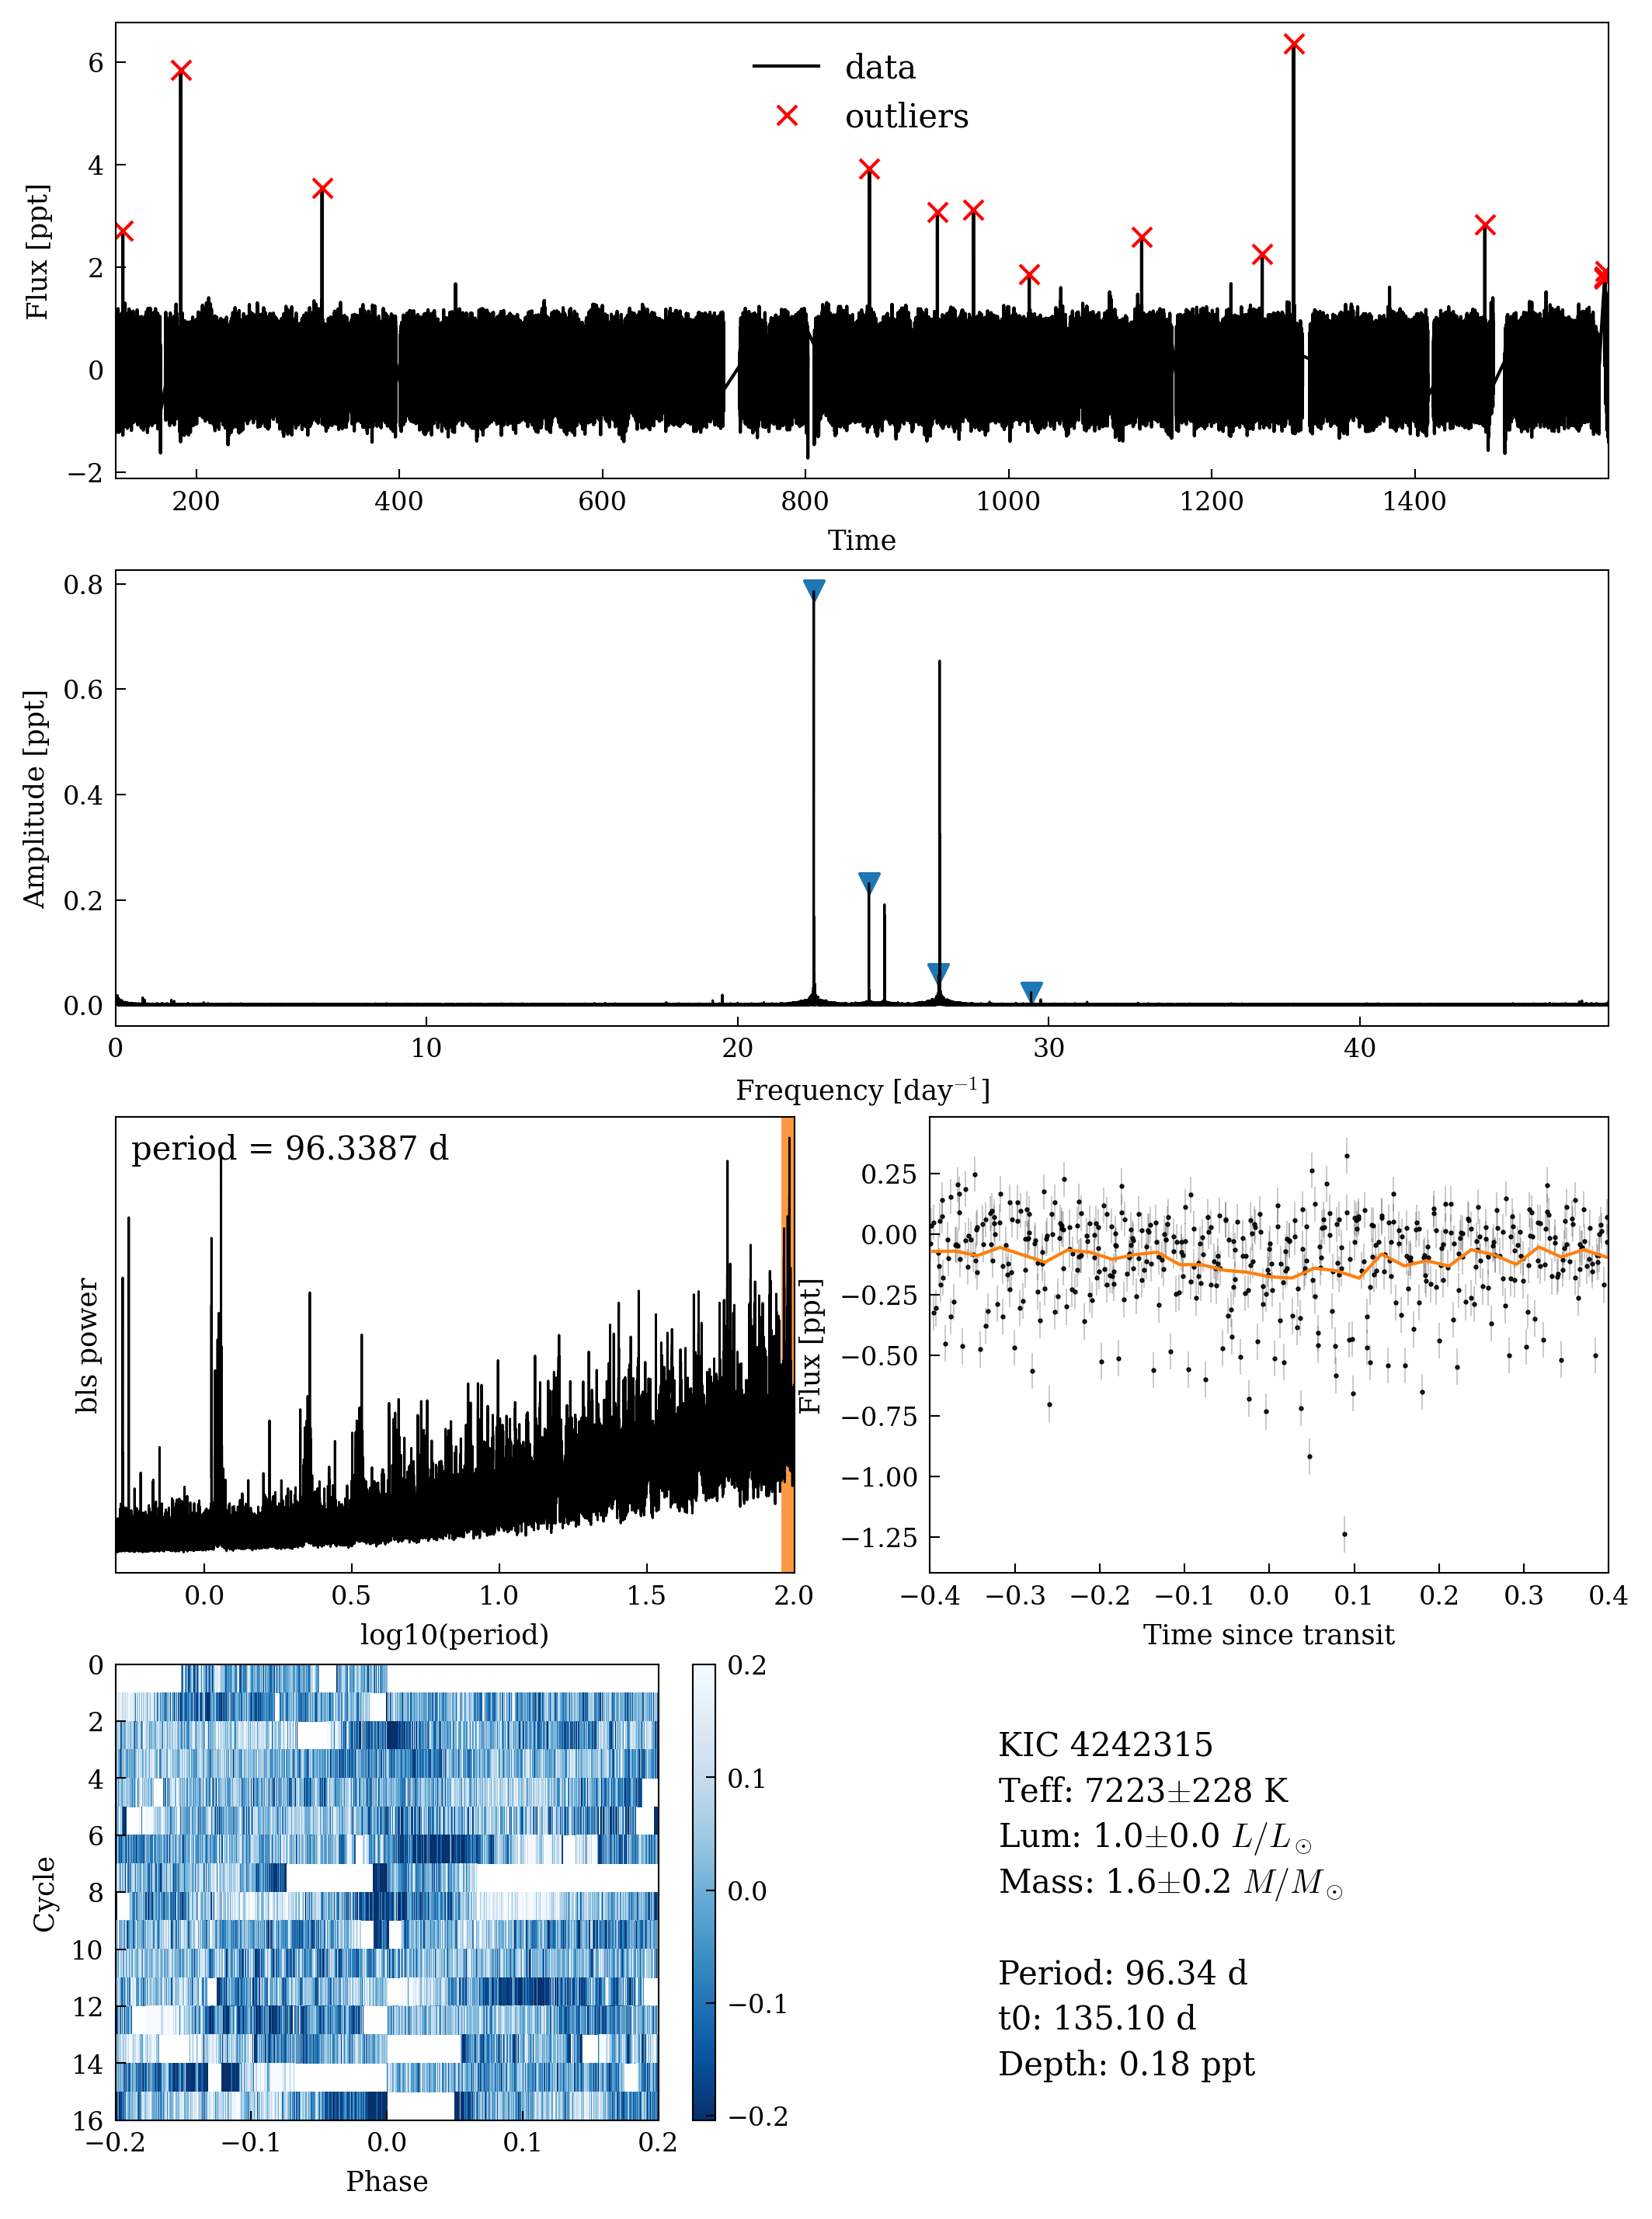 data
outliers
Flux [ppt]
6
4
2
0
−2
200 400 600 800 1000 1200 1400
Time
Amplitude [ppt]
0.8
0.6
0.4
0.2
0.0
0 10 20 30 40
Frequency [day⁻¹]
period = 96.3387 d
bls power
0.0 0.5 1.0 1.5 2.0
log10(period)
Flux [ppt]
0.25
0.00
−0.25
−0.50
−0.75
−1.00
−1.25
−0.4 −0.3 −0.2 −0.1 0.0 0.1 0.2 0.3 0.4
Time since transit
Cycle
0
2
4
6
8
10
12
14
16
−0.2 −0.1 0.0 0.1 0.2
Phase
0.2
0.1
0.0
−0.1
−0.2
KIC 4242315
Teff: 7223±228 K
Lum: 1.0±0.0 L/L⊙
Mass: 1.6±0.2 M/M⊙
Period: 96.34 d
t0: 135.10 d
Depth: 0.18 ppt